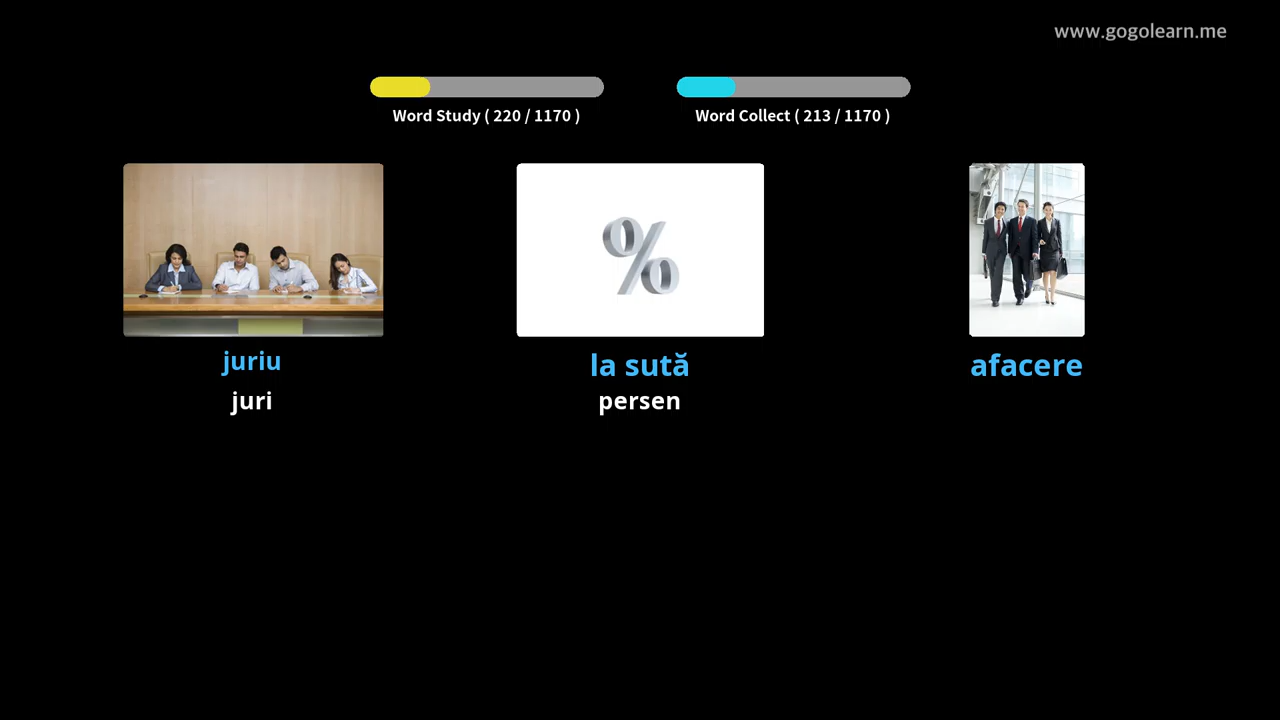 www.gogolearn.me
Word Study ( 220 / 1170 )
Word Collect ( 213 / 1170 )
%
juriu
la sută
afacere
juri
persen